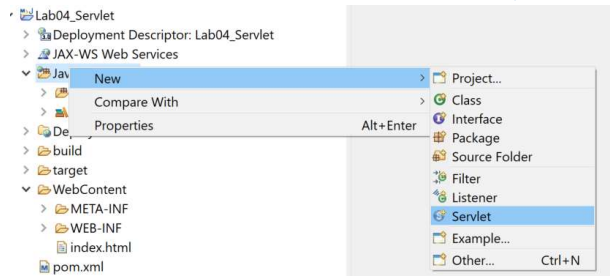 Lab04_Servlet
Deployment Descriptor: Lab04_Servlet
JAX-WS Web Services
New
Compare With
Properties Alt+Enter
build
target
WebContent
META-INF
WEB-INF
index.html
pom.xml
Project...
Class
Interface
Package
Source Folder
Filter
Listener
Servlet
Example...
Other... Ctrl+N